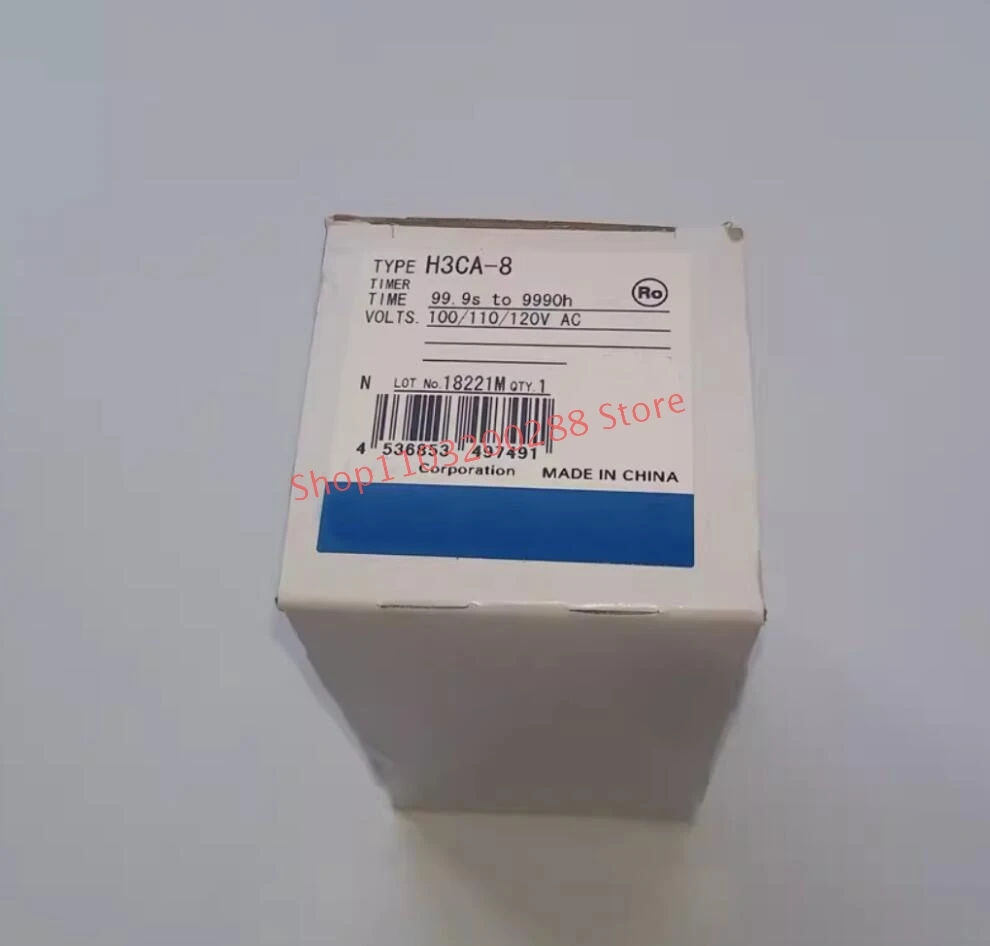 TYPE H3CA-8
TIMER
TIME 99.9s to 9990h
Ro
VOLTS. 100/110/120V AC
N LOT No. 18221M QTY. 1
4 536853 497491
Corporation MADE IN CHINA
Shop1103200288 Store